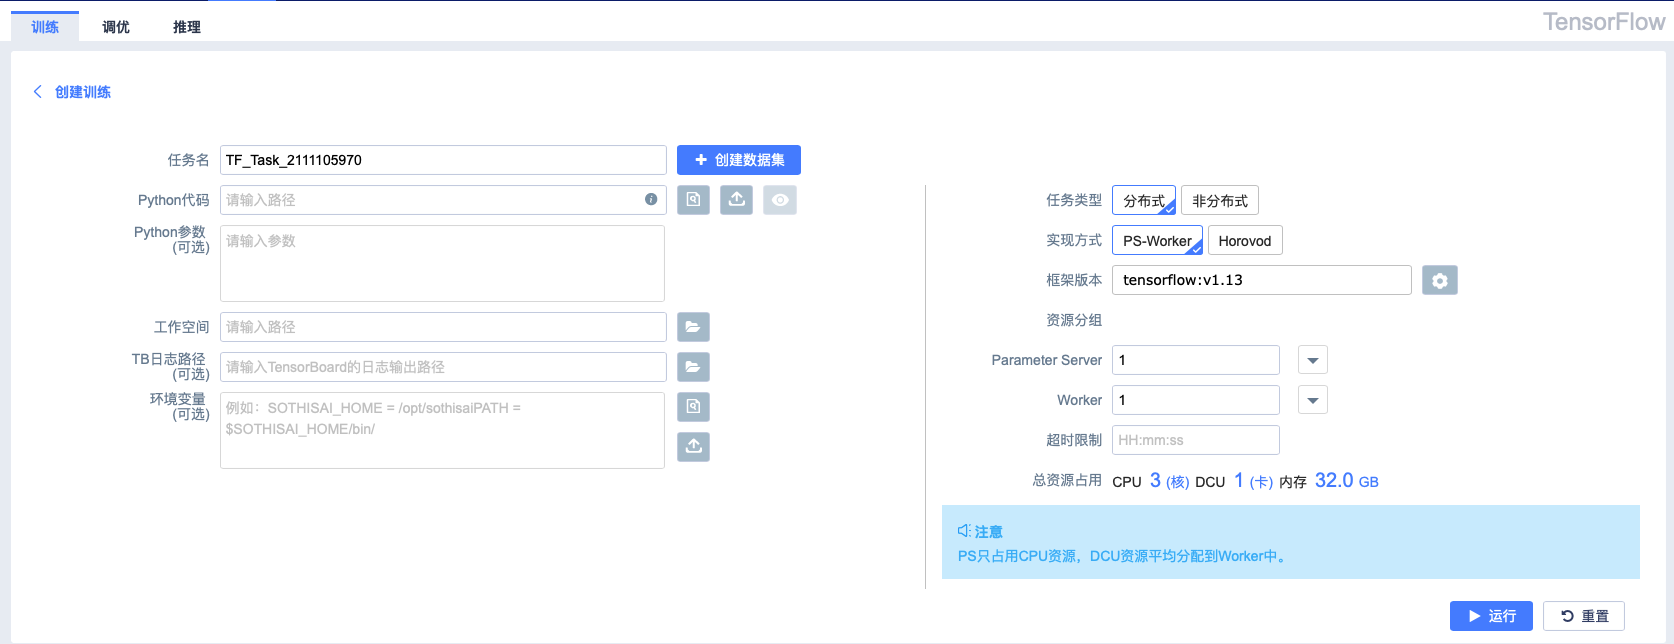 训练 调优 推理 TensorFlow
创建训练
任务名 TF_Task_2111105970 创建数据集
Python代码 请输入路径
Python参数
(可选)
请输入参数
工作空间 请输入路径
TB日志路径
(可选)
请输入TensorBoard的日志输出路径
环境变量
(可选)
例如：SOTHISAI_HOME = /opt/sothisaiPATH =
$SOTHISAI_HOME/bin/
任务类型 分布式 非分布式
实现方式 PS-Worker Horovod
框架版本 tensorflow:v1.13
资源分组
Parameter Server 1
Worker 1
超时限制 HH:mm:ss
总资源占用 CPU 3 (核) DCU 1 (卡) 内存 32.0 GB
注意
PS只占用CPU资源，DCU资源平均分配到Worker中。
运行 重置